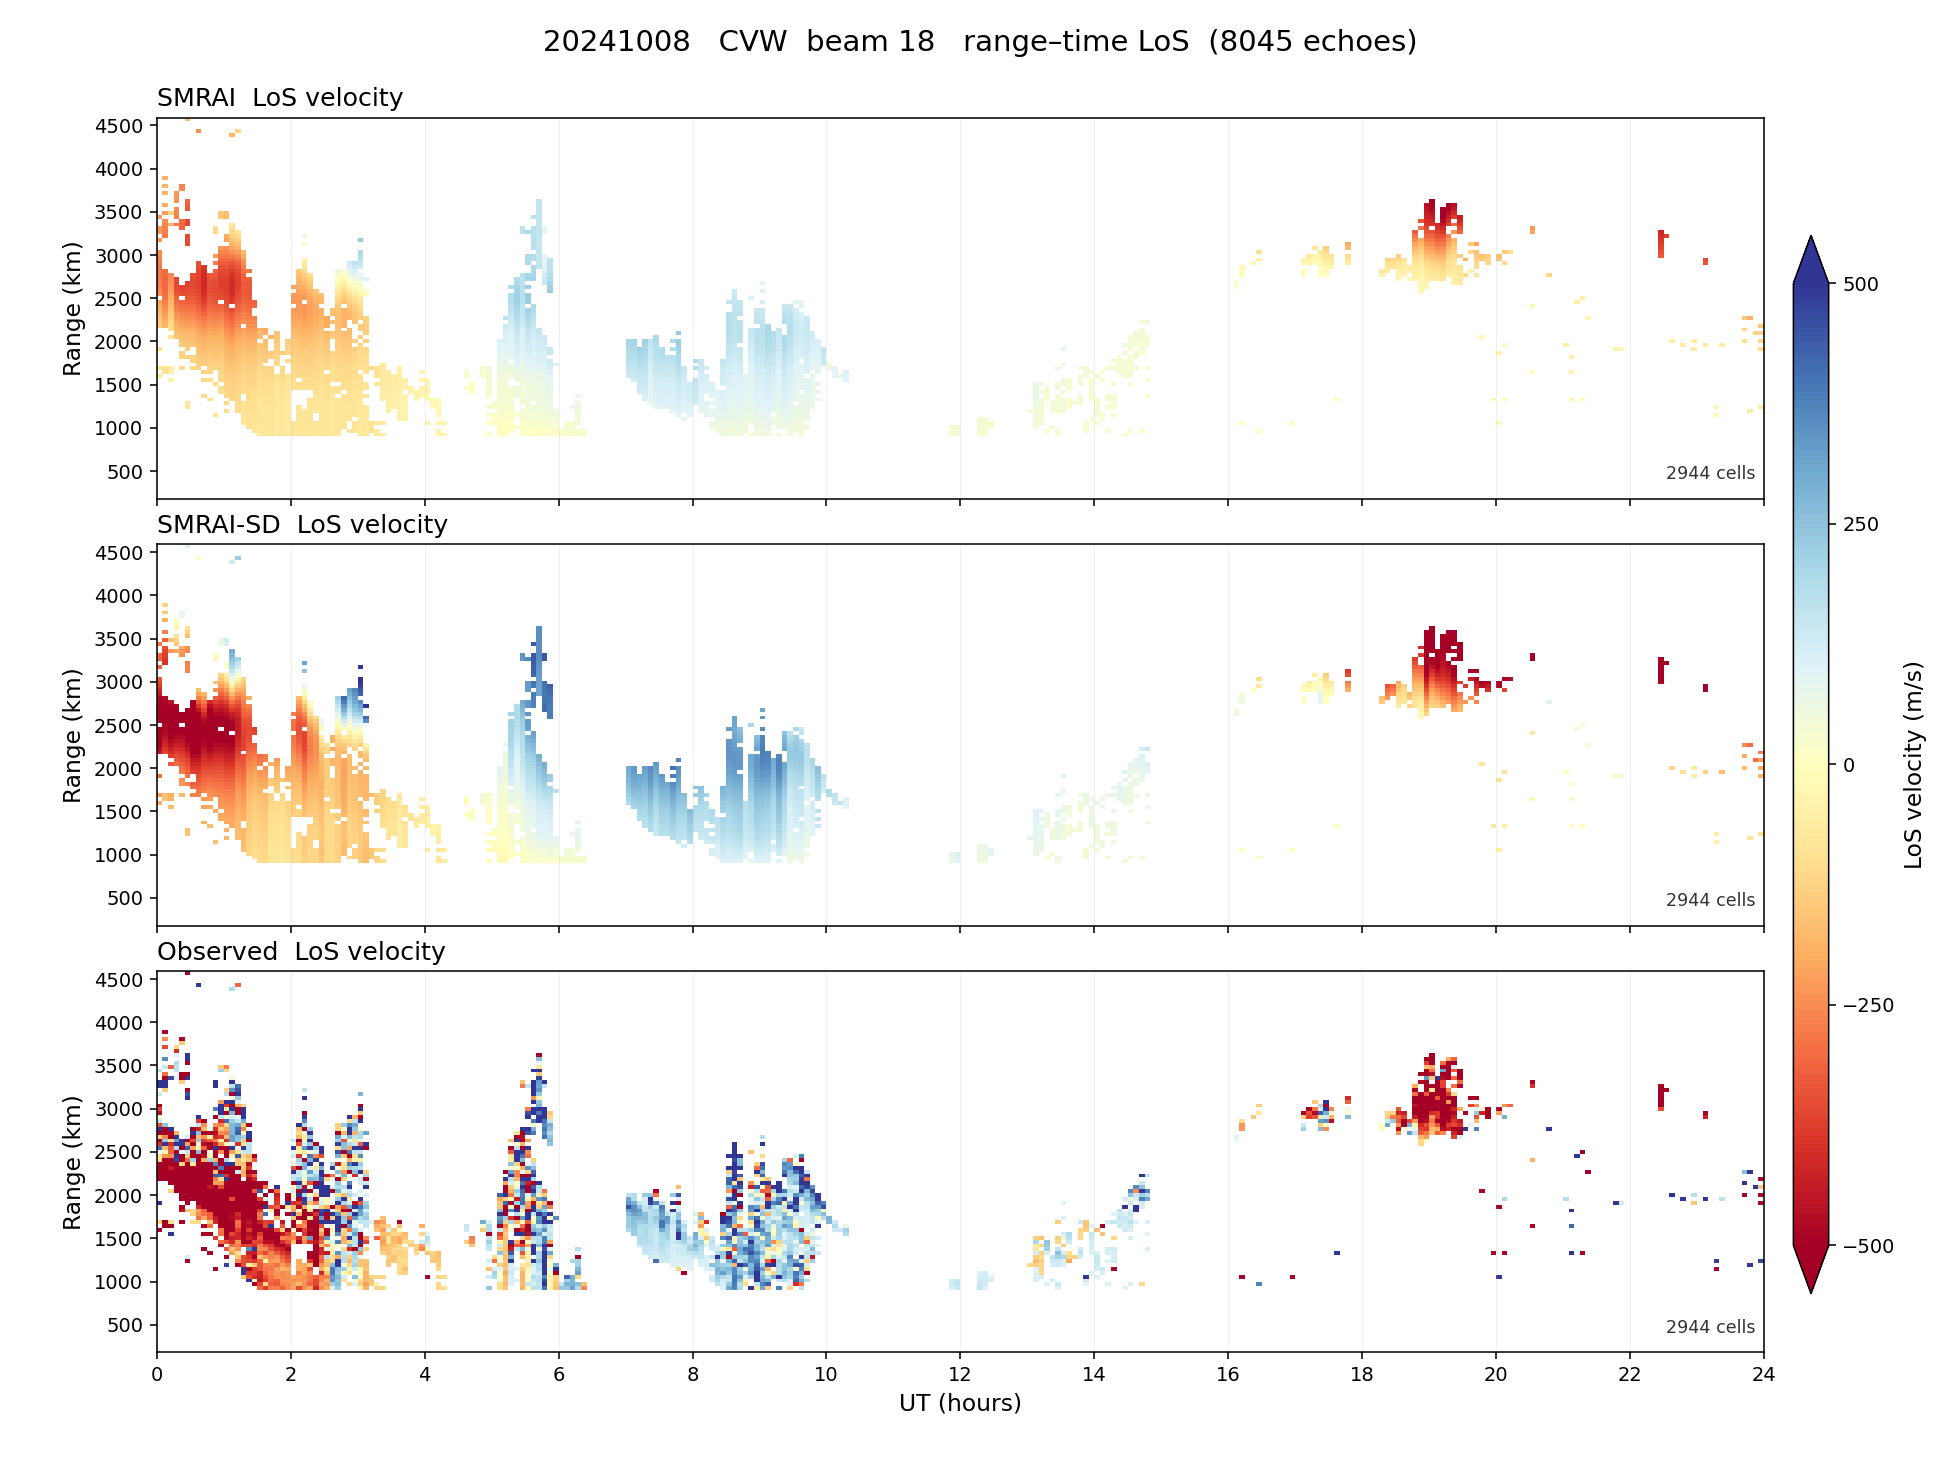 20241008   CVW  beam 18   range–time LoS  (8045 echoes)
SMRAI  LoS velocity
4500
4000
3500
3000
2500
2000
1500
1000
500
Range (km)
2944 cells
SMRAI-SD  LoS velocity
4500
4000
3500
3000
2500
2000
1500
1000
500
Range (km)
2944 cells
Observed  LoS velocity
4500
4000
3500
3000
2500
2000
1500
1000
500
Range (km)
2944 cells
0 2 4 6 8 10 12 14 16 18 20 22 24
UT (hours)
500
250
0
−250
−500
LoS velocity (m/s)